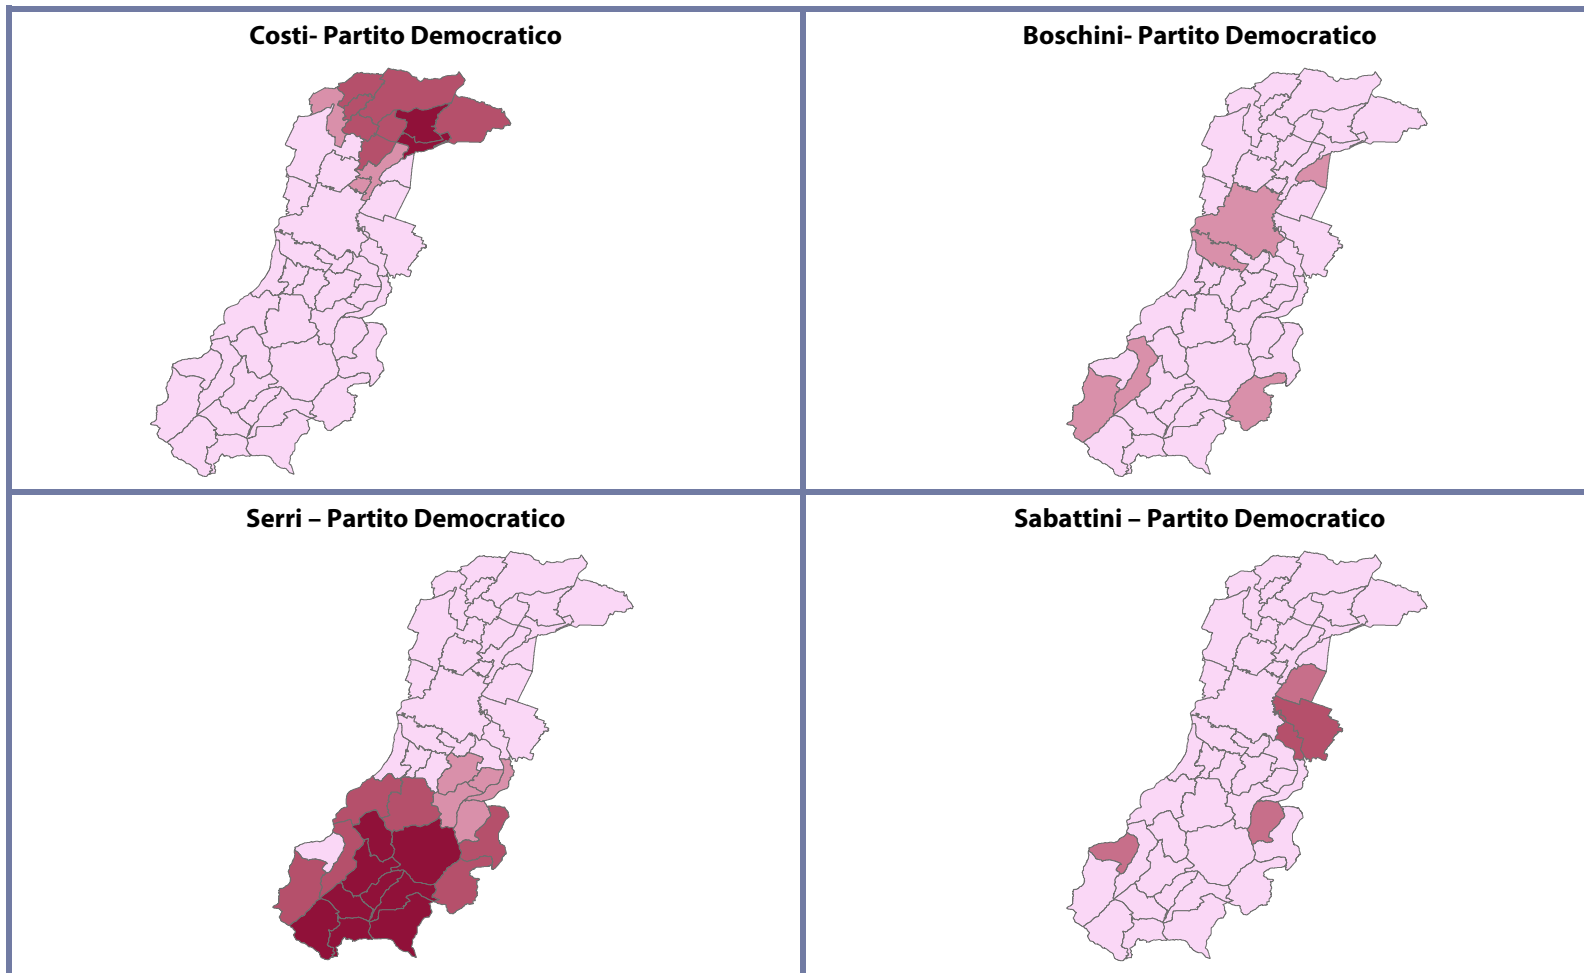 Costi- Partito Democratico
Boschini- Partito Democratico
Serri – Partito Democratico
Sabattini – Partito Democratico